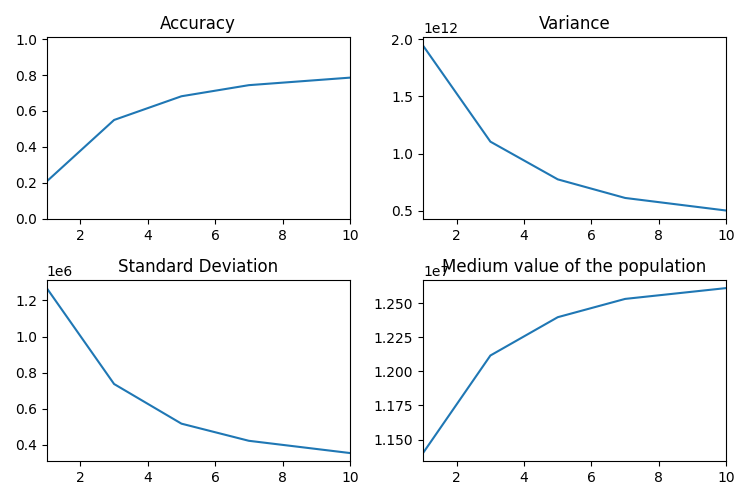 Accuracy
1.0
0.8
0.6
0.4
0.2
0.0
2 4 6 8 10
Variance
1e12
2.0
1.5
1.0
0.5
2 4 6 8 10
Standard Deviation
1e6
1.2
1.0
0.8
0.6
0.4
2 4 6 8 10
Medium value of the population
1e7
1.250
1.225
1.200
1.175
1.150
2 4 6 8 10